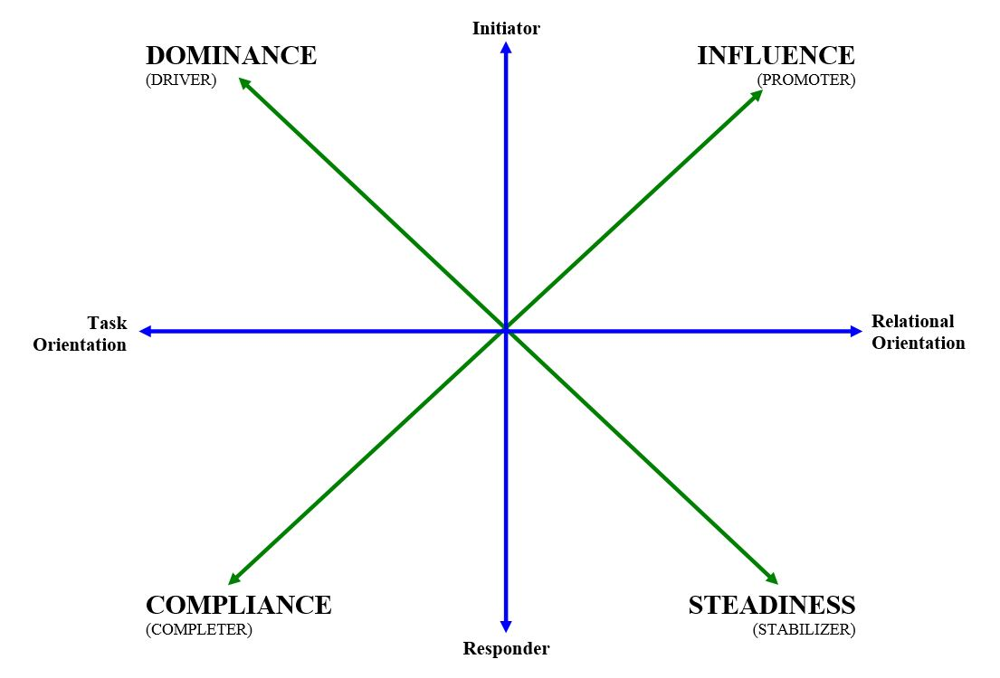 Initiator
DOMINANCE
(DRIVER)
INFLUENCE
(PROMOTER)
Task
Orientation
Relational
Orientation
COMPLIANCE
(COMPLETER)
STEADINESS
(STABILIZER)
Responder